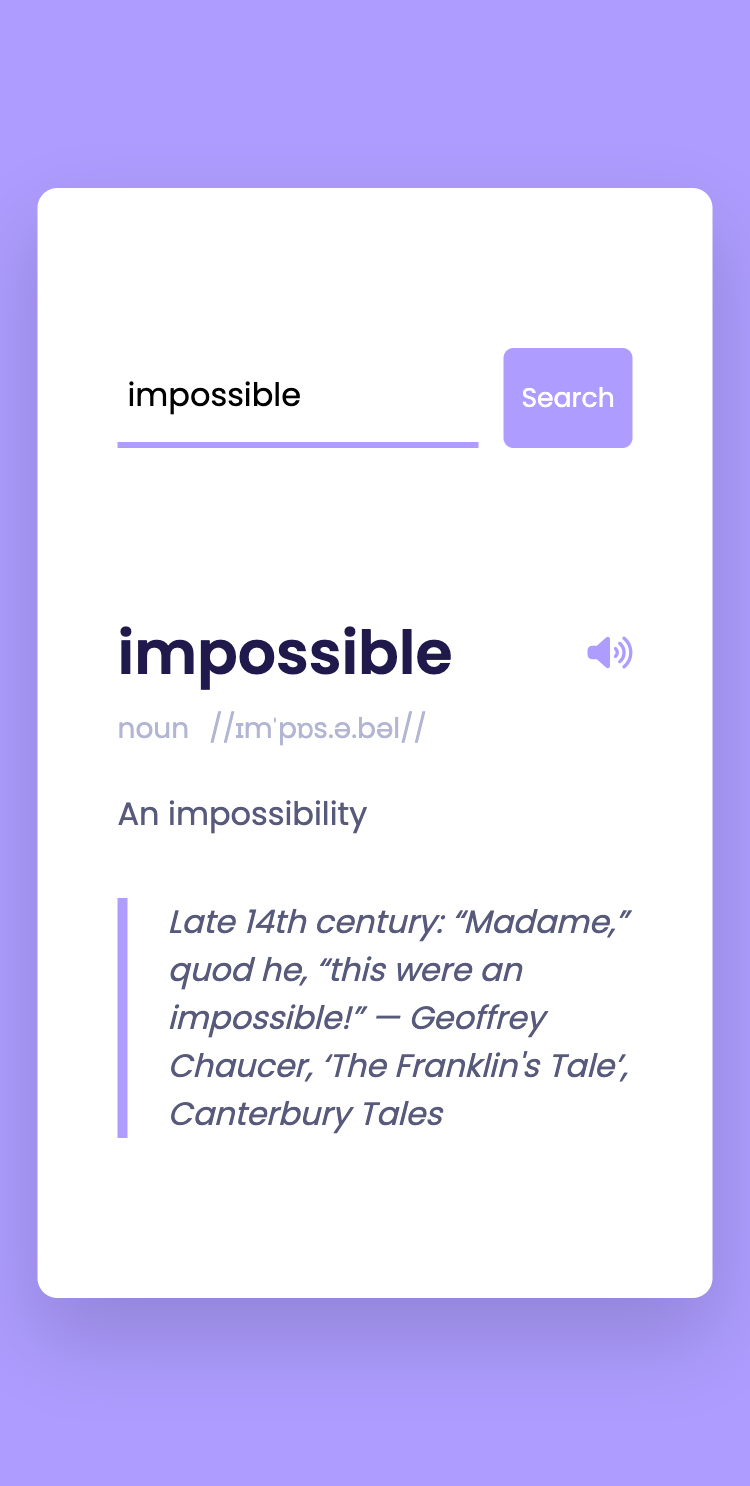 impossible
Search
impossible
noun //ɪmˈpɒs.ə.bəl//
An impossibility
Late 14th century: “Madame,”
quod he, “this were an
impossible!” — Geoffrey
Chaucer, ‘The Franklin's Tale’,
Canterbury Tales